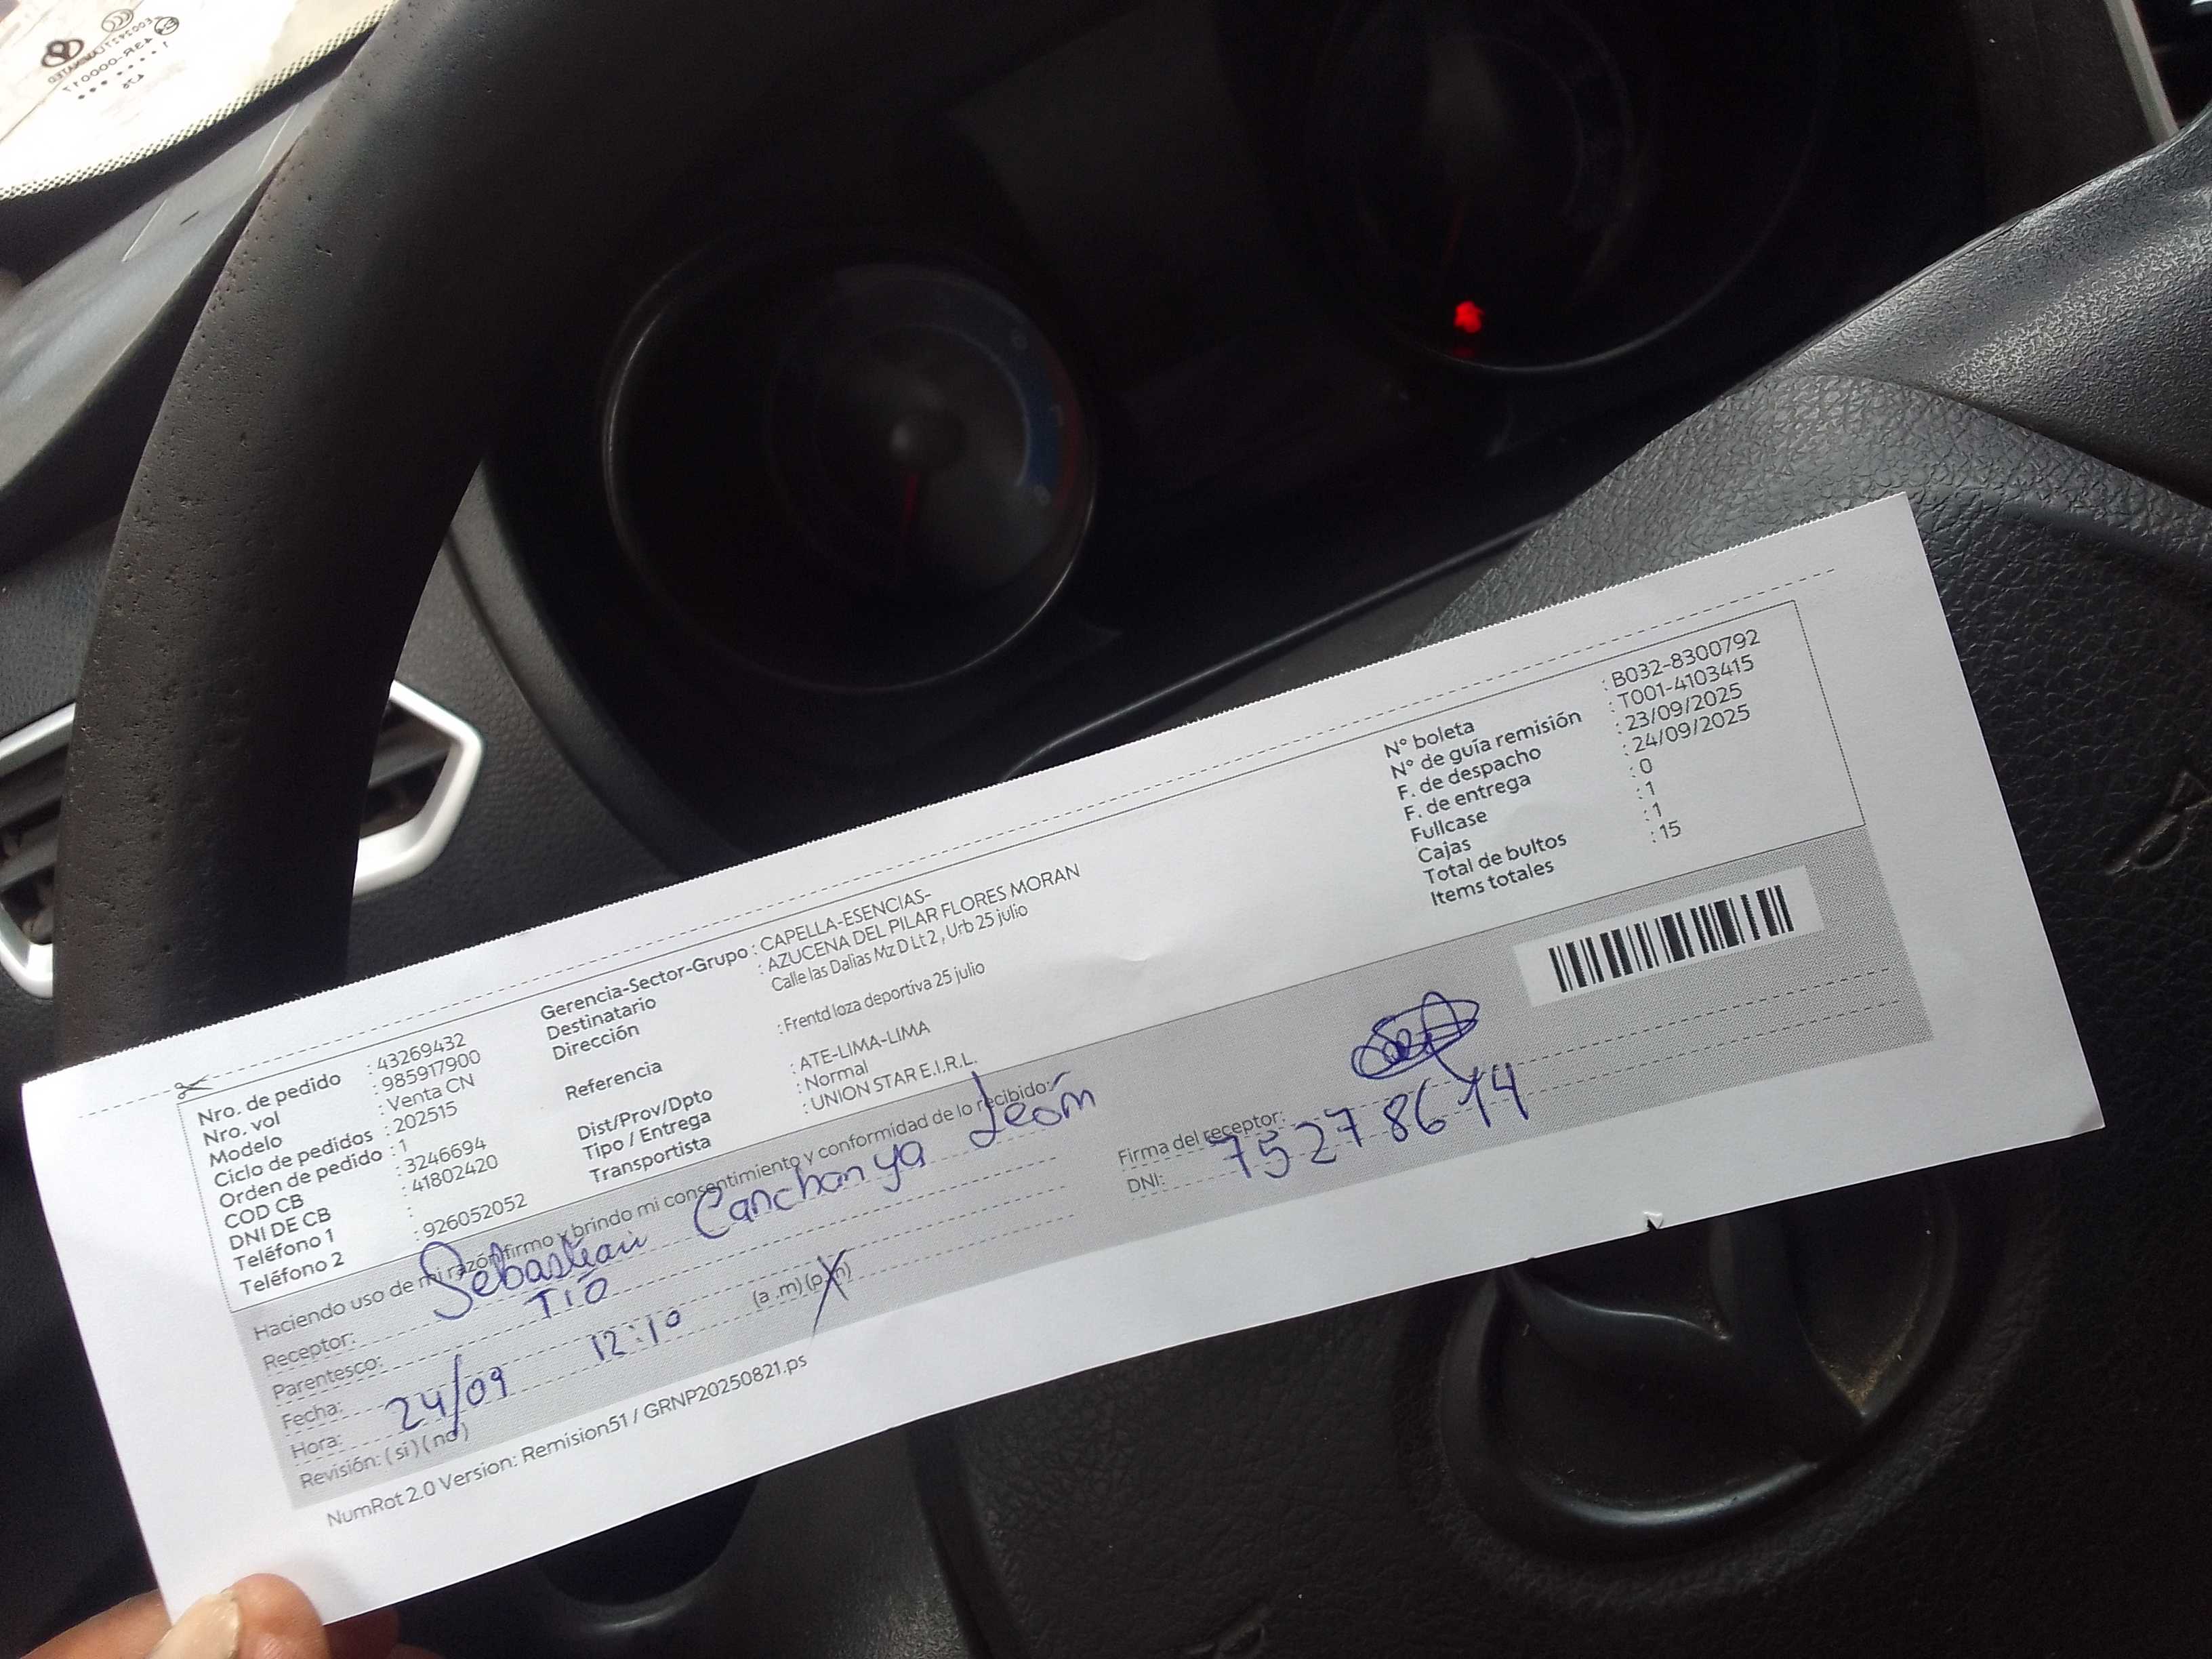 Nro. de pedido : 43269432
Nro. vol : 985917900
Modelo : Venta CN
Ciclo de pedidos : 202515
Orden de pedido : 1
COD CB : 3246694
DNI DE CB : 41802420
Teléfono 1 :
Teléfono 2 : 926052052
Gerencia-Sector-Grupo : CAPELLA-ESENCIAS-
Destinatario : AZUCENA DEL PILAR FLORES MORAN
Dirección Calle las Dalias Mz D Lt 2 , Urb 25 julio
Referencia : Frentd loza deportiva 25 julio
Dist/Prov/Dpto : ATE-LIMA-LIMA
Tipo / Entrega : Normal
Transportista : UNION STAR E.I.R.L.
N° boleta : B032-8300792
N° de guía remisión : T001-4103415
F. de despacho : 23/09/2025
F. de entrega : 24/09/2025
Fullcase : 0
Cajas : 1
Total de bultos : 1
Items totales : 15
Haciendo uso de mi razón firmo y brindo mi consentimiento y conformidad de lo recibido:
Receptor: Sebastian Canchanya León
Parentesco: TIO
Fecha: 24/09
Hora: 12:10 (a .m) (p.m)
Revisión: ( si ) ( no )
Firma del receptor:
DNI: 75278614
NumRot 2.0 Version: Remision51 / GRNP20250821.ps